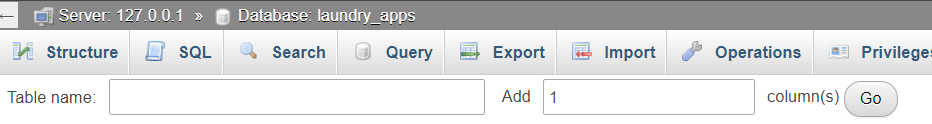 ← Server: 127.0.0.1 » Database: laundry_apps
Structure SQL Search Query Export Import Operations Privileges
Table name: Add 1 column(s) Go